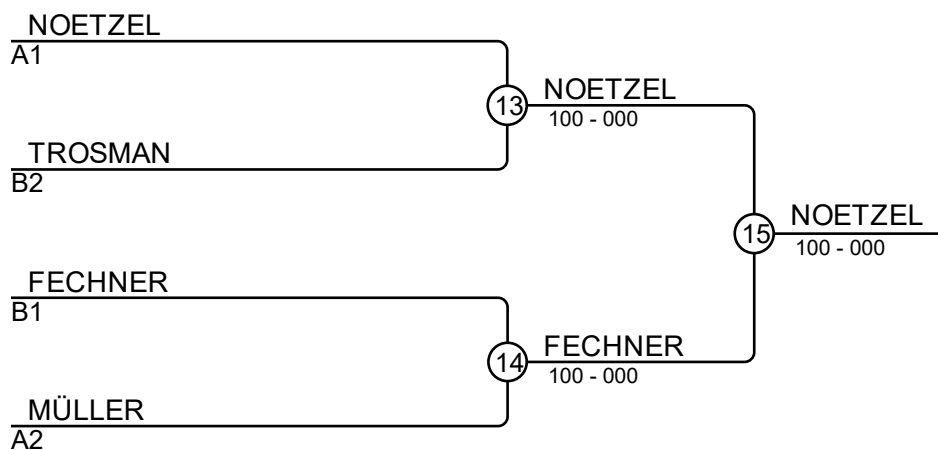 NOETZEL
A1
13
NOETZEL
100 - 000
TROSMAN
B2
15
NOETZEL
100 - 000
FECHNER
B1
14
FECHNER
100 - 000
MÜLLER
A2